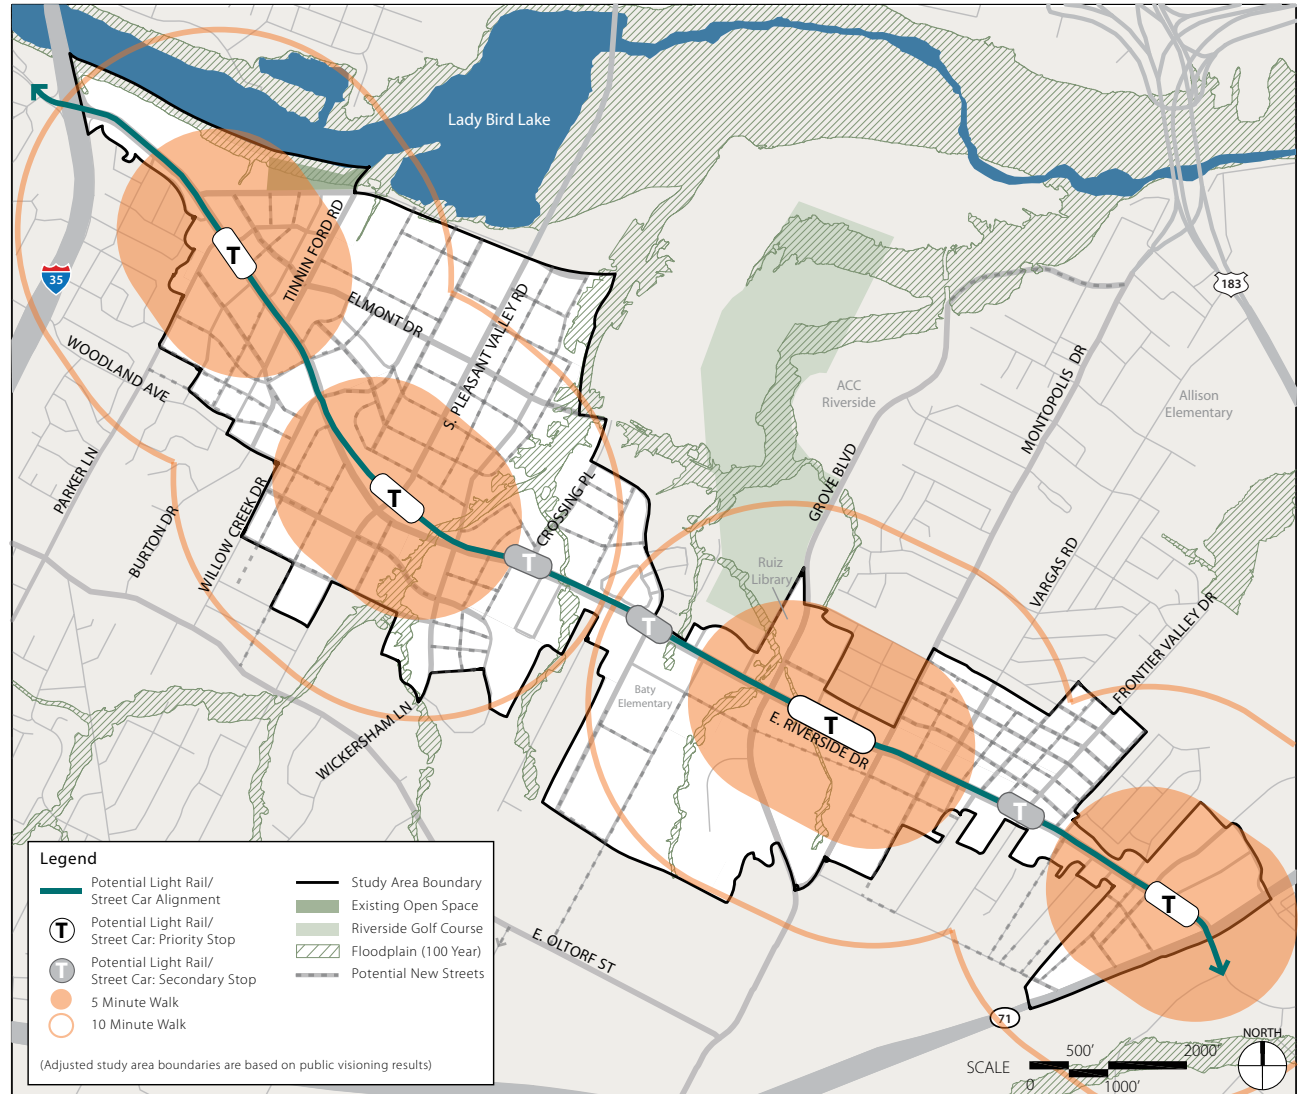 Lady Bird Lake
35
183
TINNIN FORD RD
ELMONT DR
S. PLEASANT VALLEY RD
WOODLAND AVE
PARKER LN
BURTON DR
WILLOW CREEK DR
CROSSING PL
WICKERSHAM LN
ACC
Riverside
MONTOPOLIS DR
Allison
Elementary
GROVE BLVD
Ruiz
Library
VARGAS RD
FRONTIER VALLEY DR
Baty
Elementary
E. RIVERSIDE DR
E. OLTORF ST
71
T
T
T
T
T
T
T
Legend
Potential Light Rail/
Street Car Alignment
T
Potential Light Rail/
Street Car: Priority Stop
T
Potential Light Rail/
Street Car: Secondary Stop
5 Minute Walk
10 Minute Walk
Study Area Boundary
Existing Open Space
Riverside Golf Course
Floodplain (100 Year)
Potential New Streets
(Adjusted study area boundaries are based on public visioning results)
SCALE
0
500'
1000'
2000'
NORTH